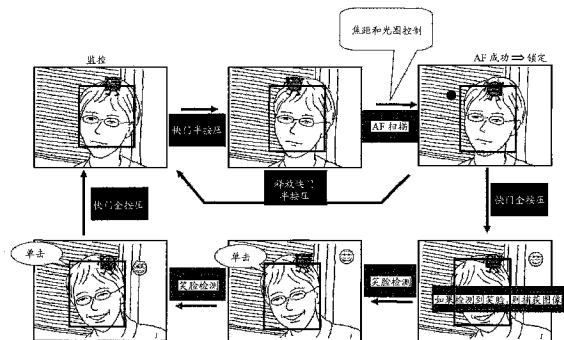 焦距和光圈控制
监控
AF 成功 ⇒ 锁定
快门半按压
AF 扫描
释放快门
半按压
快门全按压
快门全按压
单击
单击
笑脸检测
笑脸检测
如果检测到笑脸,则捕获图像